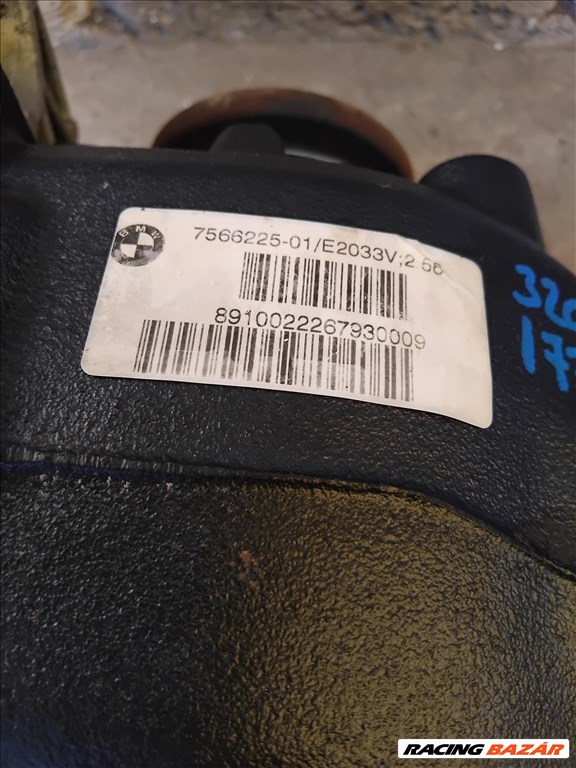 BMW
7566225-01/E2033V;2.56
8910022267930009
RACING BAZÁR